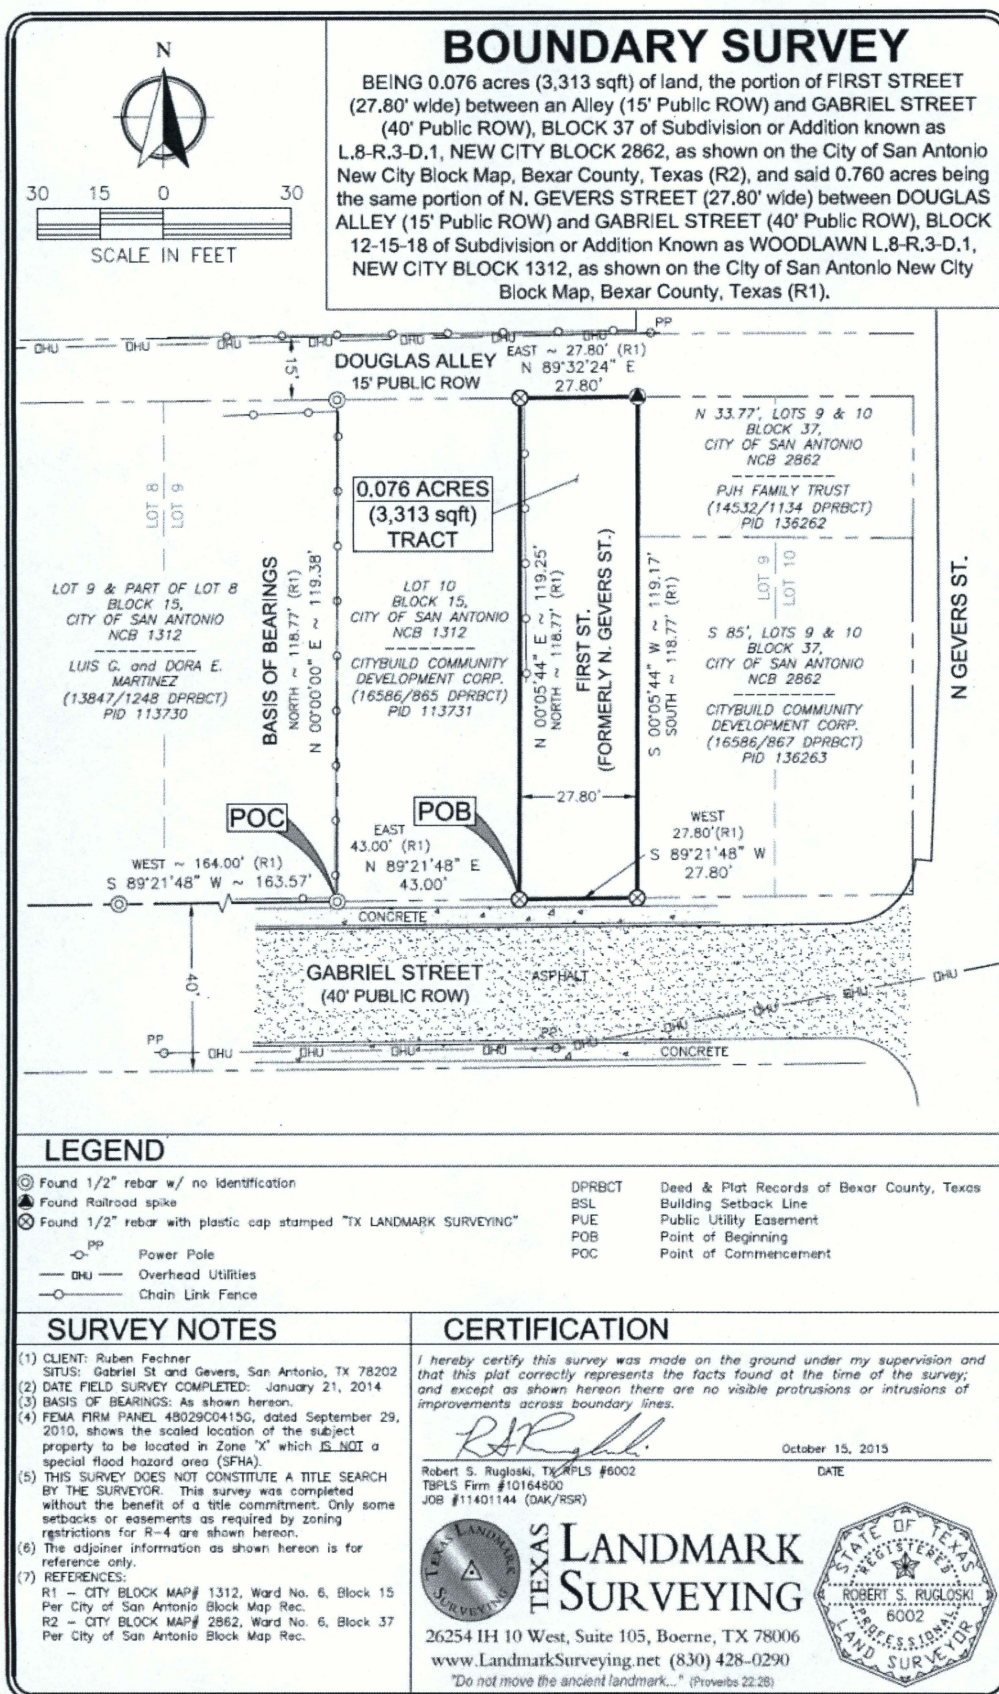 N
30 15 0 30
SCALE IN FEET
BOUNDARY SURVEY
BEING 0.076 acres (3,313 sqft) of land, the portion of FIRST STREET
(27.80' wide) between an Alley (15' Public ROW) and GABRIEL STREET
(40' Public ROW), BLOCK 37 of Subdivision or Addition known as
L.8-R.3-D.1, NEW CITY BLOCK 2862, as shown on the City of San Antonio
New City Block Map, Bexar County, Texas (R2), and said 0.760 acres being
the same portion of N. GEVERS STREET (27.80' wide) between DOUGLAS
ALLEY (15' Public ROW) and GABRIEL STREET (40' Public ROW), BLOCK
12-15-18 of Subdivision or Addition Known as WOODLAWN L.8-R.3-D.1,
NEW CITY BLOCK 1312, as shown on the City of San Antonio New City
Block Map, Bexar County, Texas (R1).
PP
OHU OHU OHU OHU OHU OHU OHU
15'
DOUGLAS ALLEY
15' PUBLIC ROW
EAST ~ 27.80' (R1)
N 89°32'24" E
27.80'
N 33.77', LOTS 9 & 10
BLOCK 37,
CITY OF SAN ANTONIO
NCB 2862
PJH FAMILY TRUST
(14532/1134 DPRBCT)
PID 136262
LOT 8
LOT 9
0.076 ACRES
(3,313 sqft)
TRACT
LOT 9 & PART OF LOT 8
BLOCK 15,
CITY OF SAN ANTONIO
NCB 1312
LUIS G. and DORA E.
MARTINEZ
(13847/1248 DPRBCT)
PID 113730
BASIS OF BEARINGS
NORTH ~ 118.77' (R1)
N 00°00'00" E ~ 119.38'
LOT 10
BLOCK 15,
CITY OF SAN ANTONIO
NCB 1312
CITYBUILD COMMUNITY
DEVELOPMENT CORP.
(16586/865 DPRBCT)
PID 113731
N 00°05'44" E ~ 119.25'
NORTH ~ 118.77' (R1)
FIRST ST.
(FORMERLY N. GEVERS ST.)
S 00°05'44" W ~ 119.17'
SOUTH ~ 118.77' (R1)
LOT 9
LOT 10
S 85', LOTS 9 & 10
BLOCK 37,
CITY OF SAN ANTONIO
NCB 2862
CITYBUILD COMMUNITY
DEVELOPMENT CORP.
(16586/867 DPRBCT)
PID 136263
N GEVERS ST.
27.80'
POC
POB
WEST ~ 164.00' (R1)
S 89°21'48" W ~ 163.57'
EAST
43.00' (R1)
N 89°21'48" E
43.00'
WEST
27.80'(R1)
S 89°21'48" W
27.80'
CONCRETE
40'
GABRIEL STREET
(40' PUBLIC ROW)
ASPHALT
OHU
OHU
OHU
PP
PP
OHU OHU OHU OHU OHU
CONCRETE
LEGEND
Found 1/2" rebar w/ no identification
Found Railroad spike
Found 1/2" rebar with plastic cap stamped "TX LANDMARK SURVEYING"
PP Power Pole
OHU Overhead Utilities
Chain Link Fence
DPRBCT Deed & Plat Records of Bexar County, Texas
BSL Building Setback Line
PUE Public Utility Easement
POB Point of Beginning
POC Point of Commencement
SURVEY NOTES
(1) CLIENT: Ruben Fechner
SITUS: Gabriel St and Gevers, San Antonio, TX 78202
(2) DATE FIELD SURVEY COMPLETED: January 21, 2014
(3) BASIS OF BEARINGS: As shown hereon.
(4) FEMA FIRM PANEL 48029C0415G, dated September 29,
2010, shows the scaled location of the subject
property to be located in Zone 'X' which IS NOT a
special flood hazard area (SFHA).
(5) THIS SURVEY DOES NOT CONSTITUTE A TITLE SEARCH
BY THE SURVEYOR. This survey was completed
without the benefit of a title commitment. Only some
setbacks or easements as required by zoning
restrictions for R-4 are shown hereon.
(6) The adjoiner information as shown hereon is for
reference only.
(7) REFERENCES:
R1 - CITY BLOCK MAP# 1312, Ward No. 6, Block 15
Per City of San Antonio Block Map Rec.
R2 - CITY BLOCK MAP# 2862, Ward No. 6, Block 37
Per City of San Antonio Block Map Rec.
CERTIFICATION
I hereby certify this survey was made on the ground under my supervision and
that this plat correctly represents the facts found at the time of the survey;
and except as shown hereon there are no visible protrusions or intrusions of
improvements across boundary lines.
October 15, 2015
Robert S. Rugloski, TX RPLS #6002
DATE
TBPLS Firm #10164600
JOB #11401144 (DAK/RSR)
TEXAS LANDMARK SURVEYING
TEXAS
LANDMARK
SURVEYING
26254 IH 10 West, Suite 105, Boerne, TX 78006
www.LandmarkSurveying.net (830) 428-0290
"Do not move the ancient landmark..." (Proverbs 22:28)
STATE OF TEXAS
REGISTERED
ROBERT S. RUGLOSKI
6002
PROFESSIONAL
LAND SURVEYOR